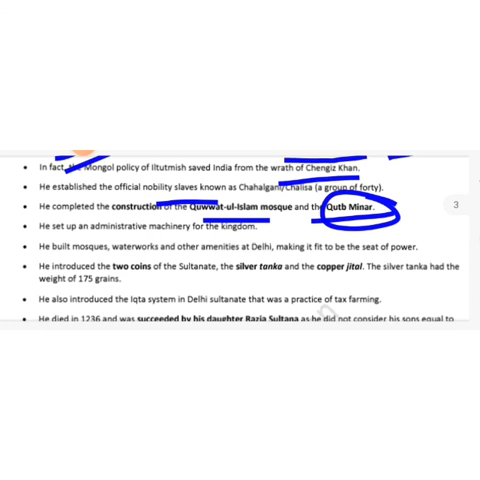 In fact, the Mongol policy of Iltutmish saved India from the wrath of Chengiz Khan.
He established the official nobility slaves known as Chahalgani/Chalisa (a group of forty).
3
He completed the construction of the Quwwat-ul-Islam mosque and the Qutb Minar.
He set up an administrative machinery for the kingdom.
He built mosques, waterworks and other amenities at Delhi, making it fit to be the seat of power.
He introduced the two coins of the Sultanate, the silver tanka and the copper jital. The silver tanka had the
weight of 175 grains.
He also introduced the Iqta system in Delhi sultanate that was a practice of tax farming.
He died in 1236 and was succeeded by his daughter Razia Sultana as he did not consider his sons equal to